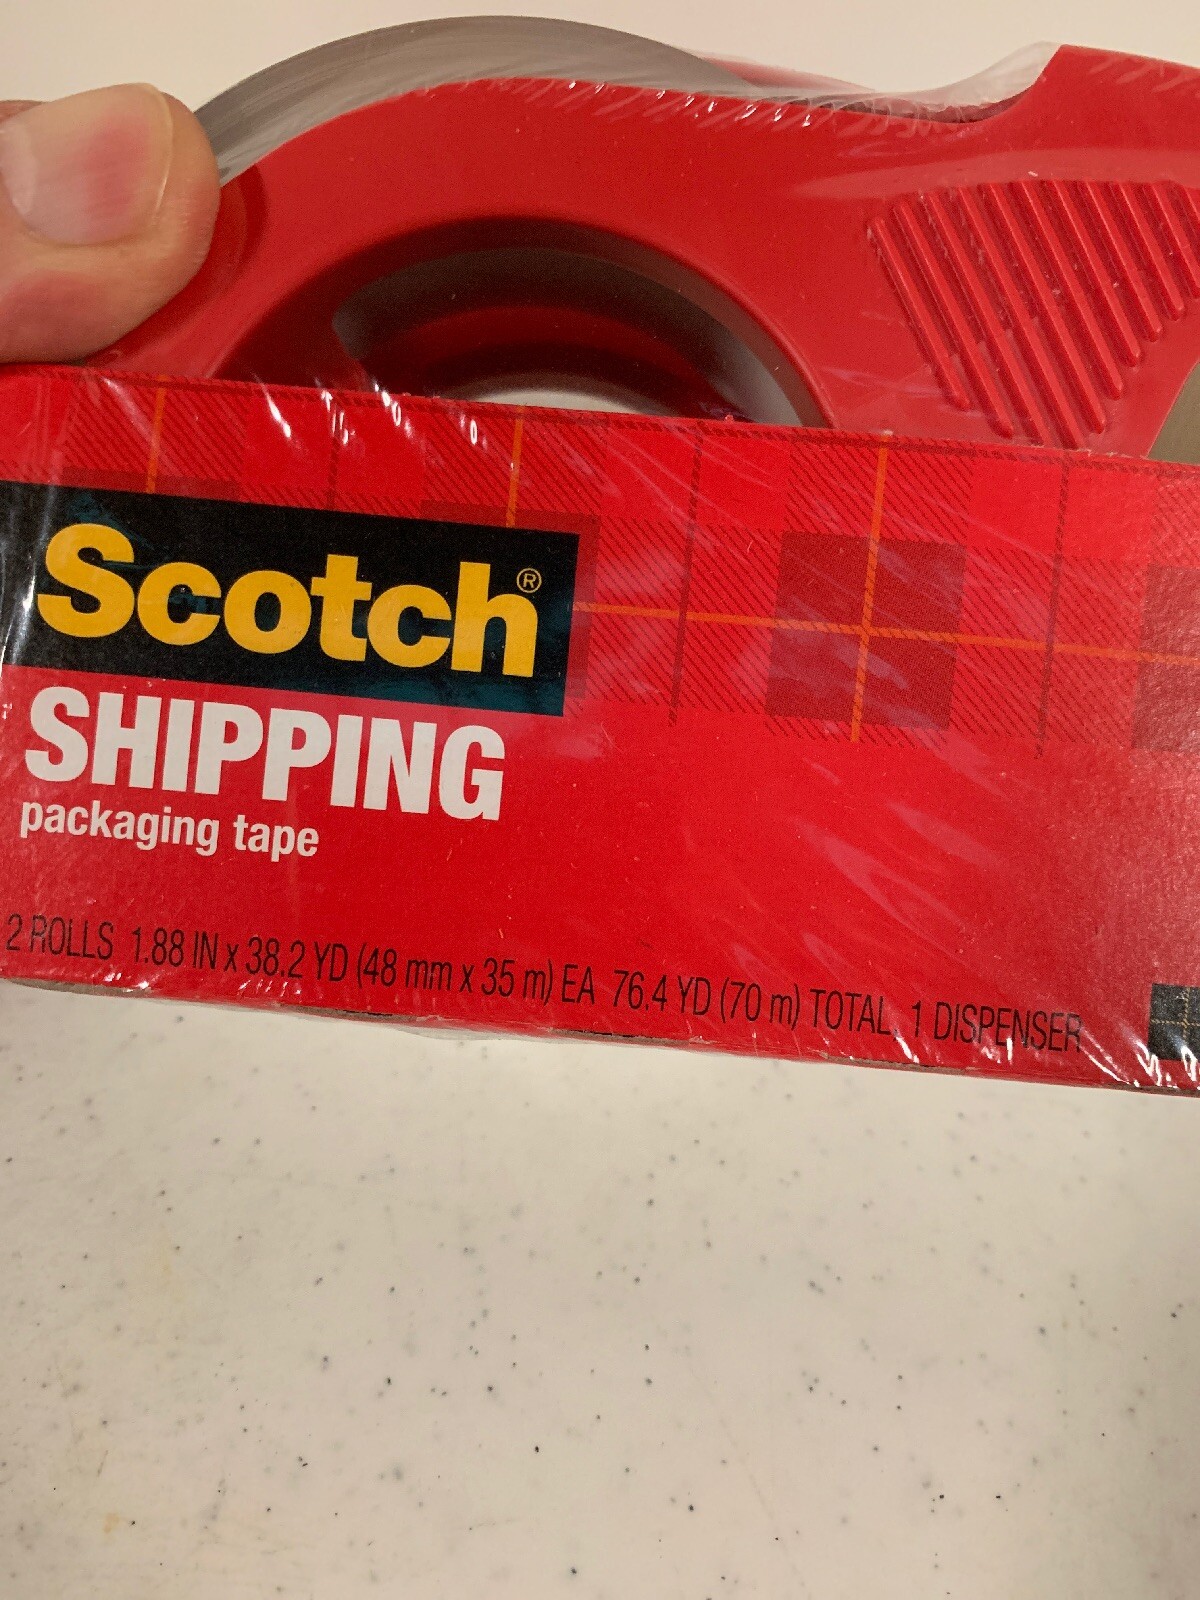 Scotch®
SHIPPING
packaging tape
2 ROLLS 1.88 IN x 38.2 YD (48 mm x 35 m) EA 76.4 YD (70 m) TOTAL, 1 DISPENSER